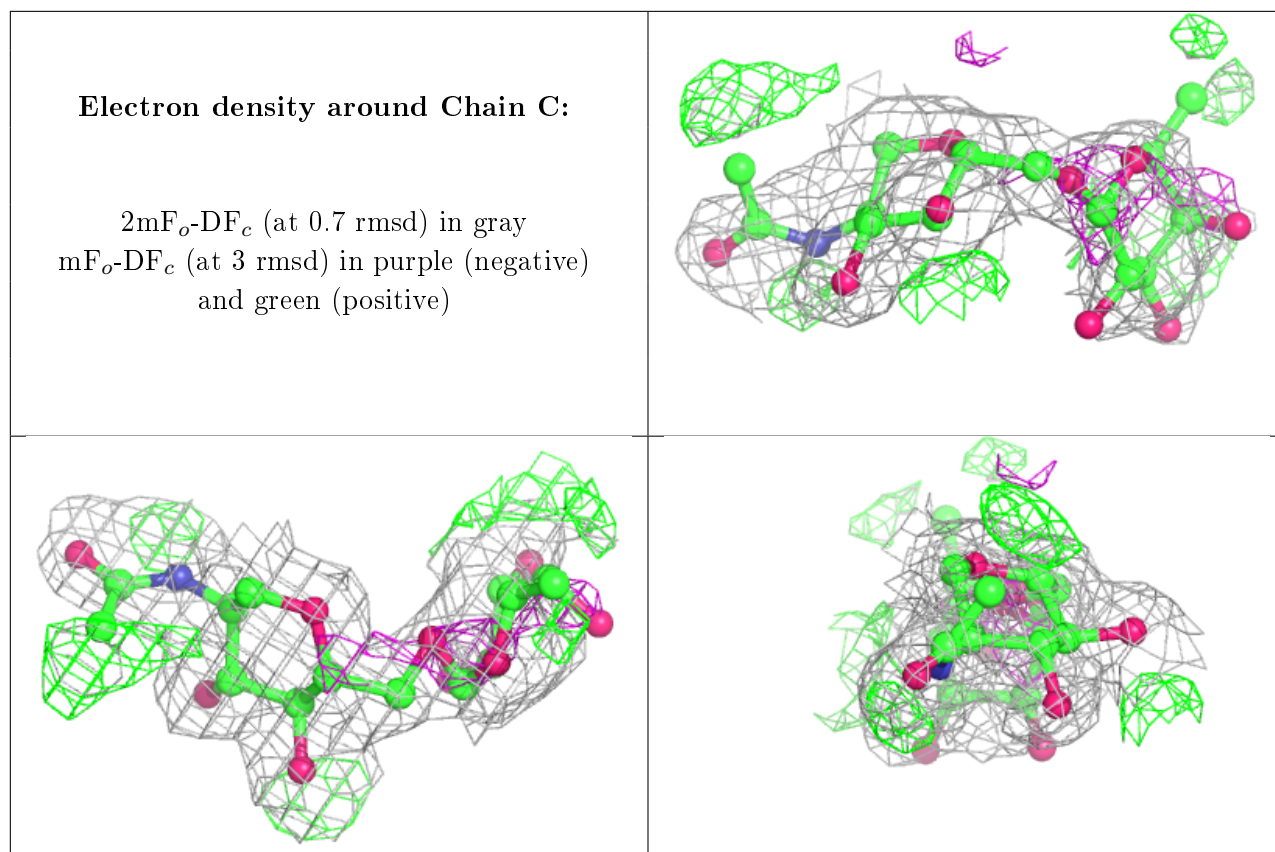 Electron density around Chain C:
2mFₒ-DF𝒸 (at 0.7 rmsd) in gray
mFₒ-DF𝒸 (at 3 rmsd) in purple (negative)
and green (positive)